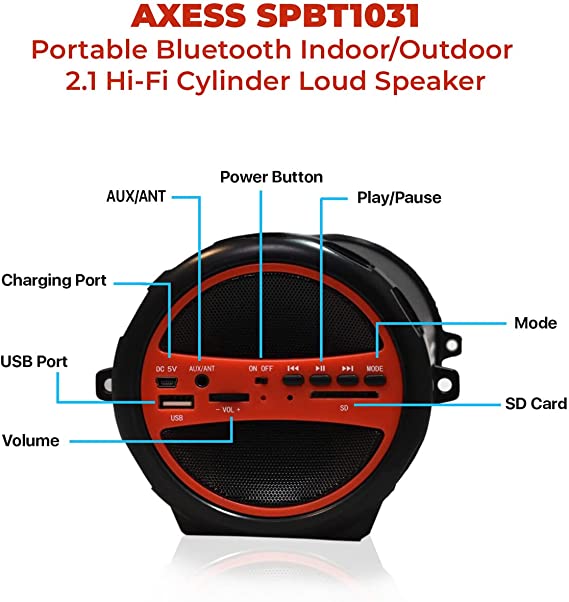 AXESS SPBT1031
Portable Bluetooth Indoor/Outdoor
2.1 Hi-Fi Cylinder Loud Speaker
Power Button
AUX/ANT
Play/Pause
Charging Port
Mode
USB Port
SD Card
Volume
DC 5V
AUX/ANT
ON OFF
MODE
USB
- VOL +
SD